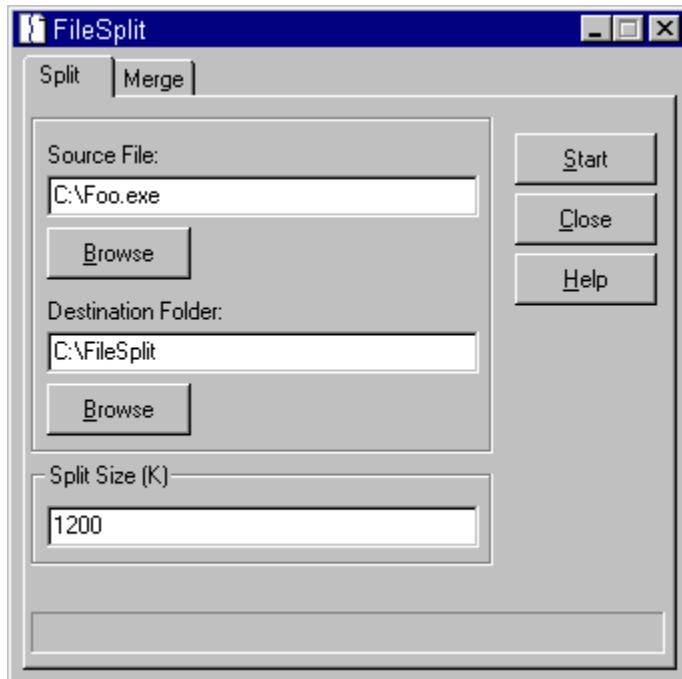 FileSplit
Split
Merge
Source File:
C:\Foo.exe
Browse
Destination Folder:
C:\FileSplit
Browse
Split Size (K)
1200
Start
Close
Help